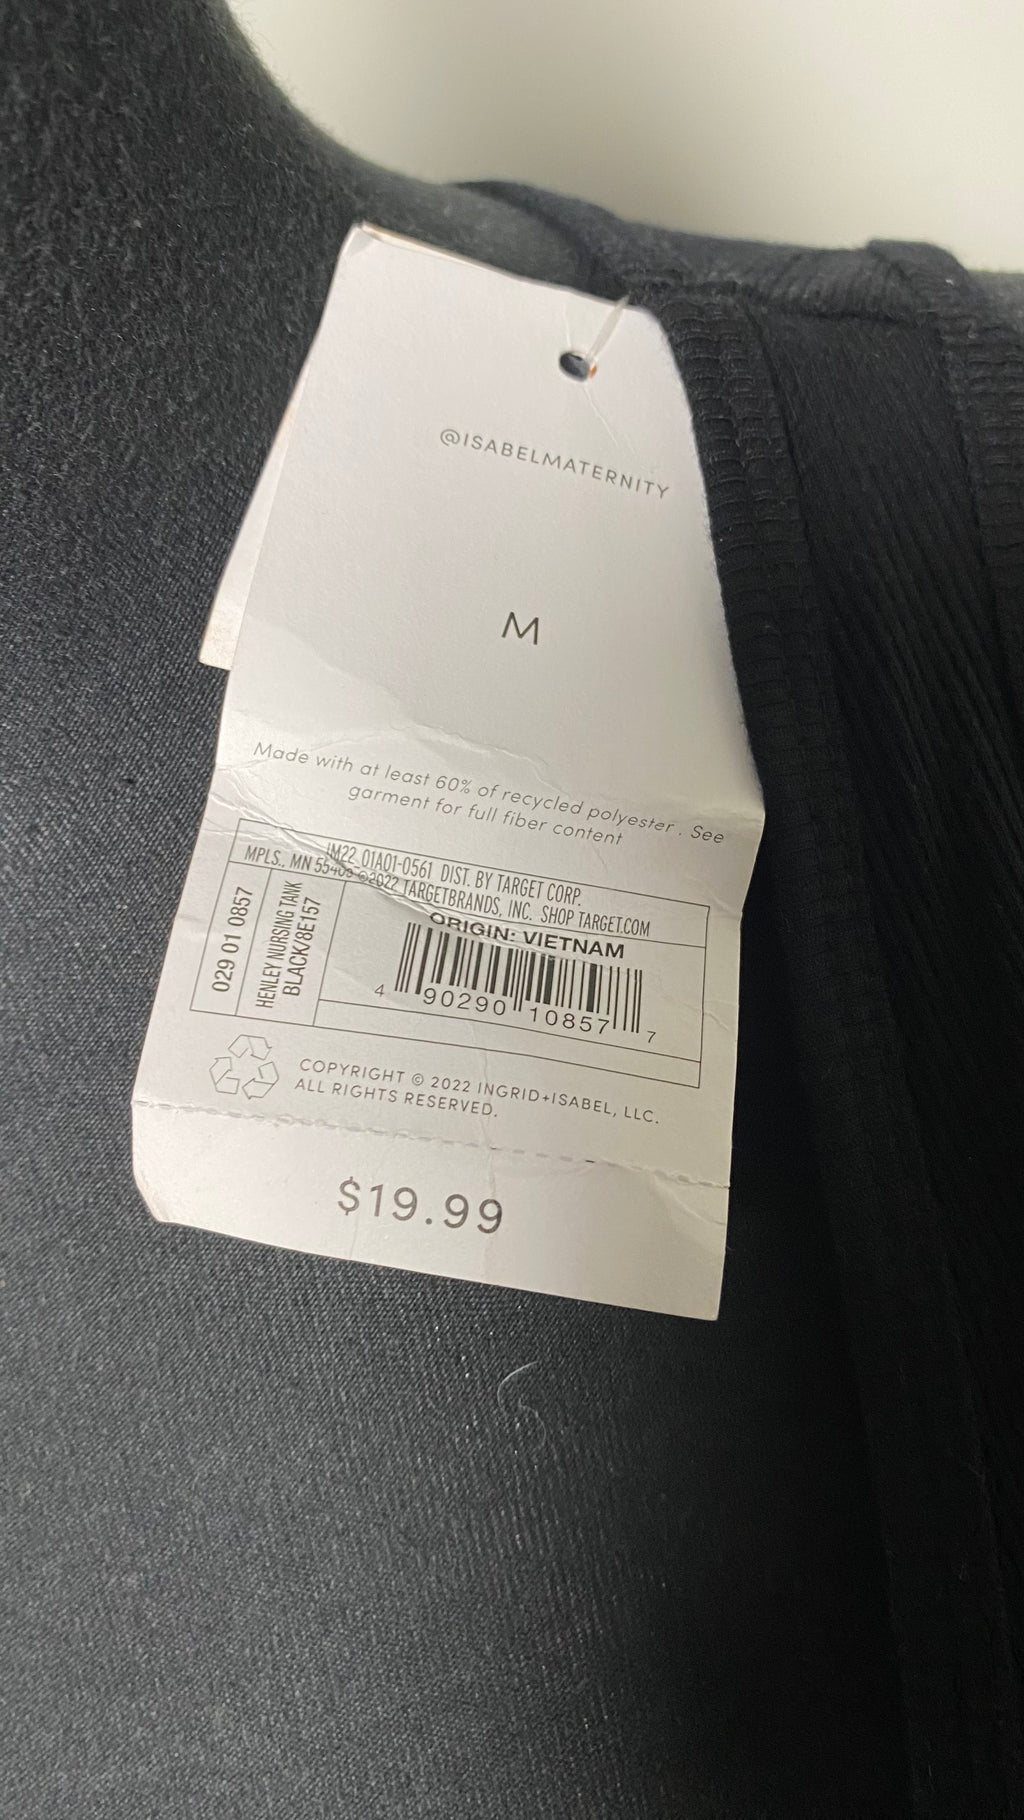 @ISABELMATERNITY
M
Made with at least 60% of recycled polyester . See
garment for full fiber content
IM22 01A01-0561 DIST. BY TARGET CORP.
MPLS., MN 55403 ©2022 TARGETBRANDS, INC. SHOP TARGET.COM
029 01 0857
HENLEY NURSING TANK
BLACK/8E157
ORIGIN: VIETNAM
4 90290 10857 7
COPYRIGHT © 2022 INGRID+ISABEL, LLC.
ALL RIGHTS RESERVED.
$19.99